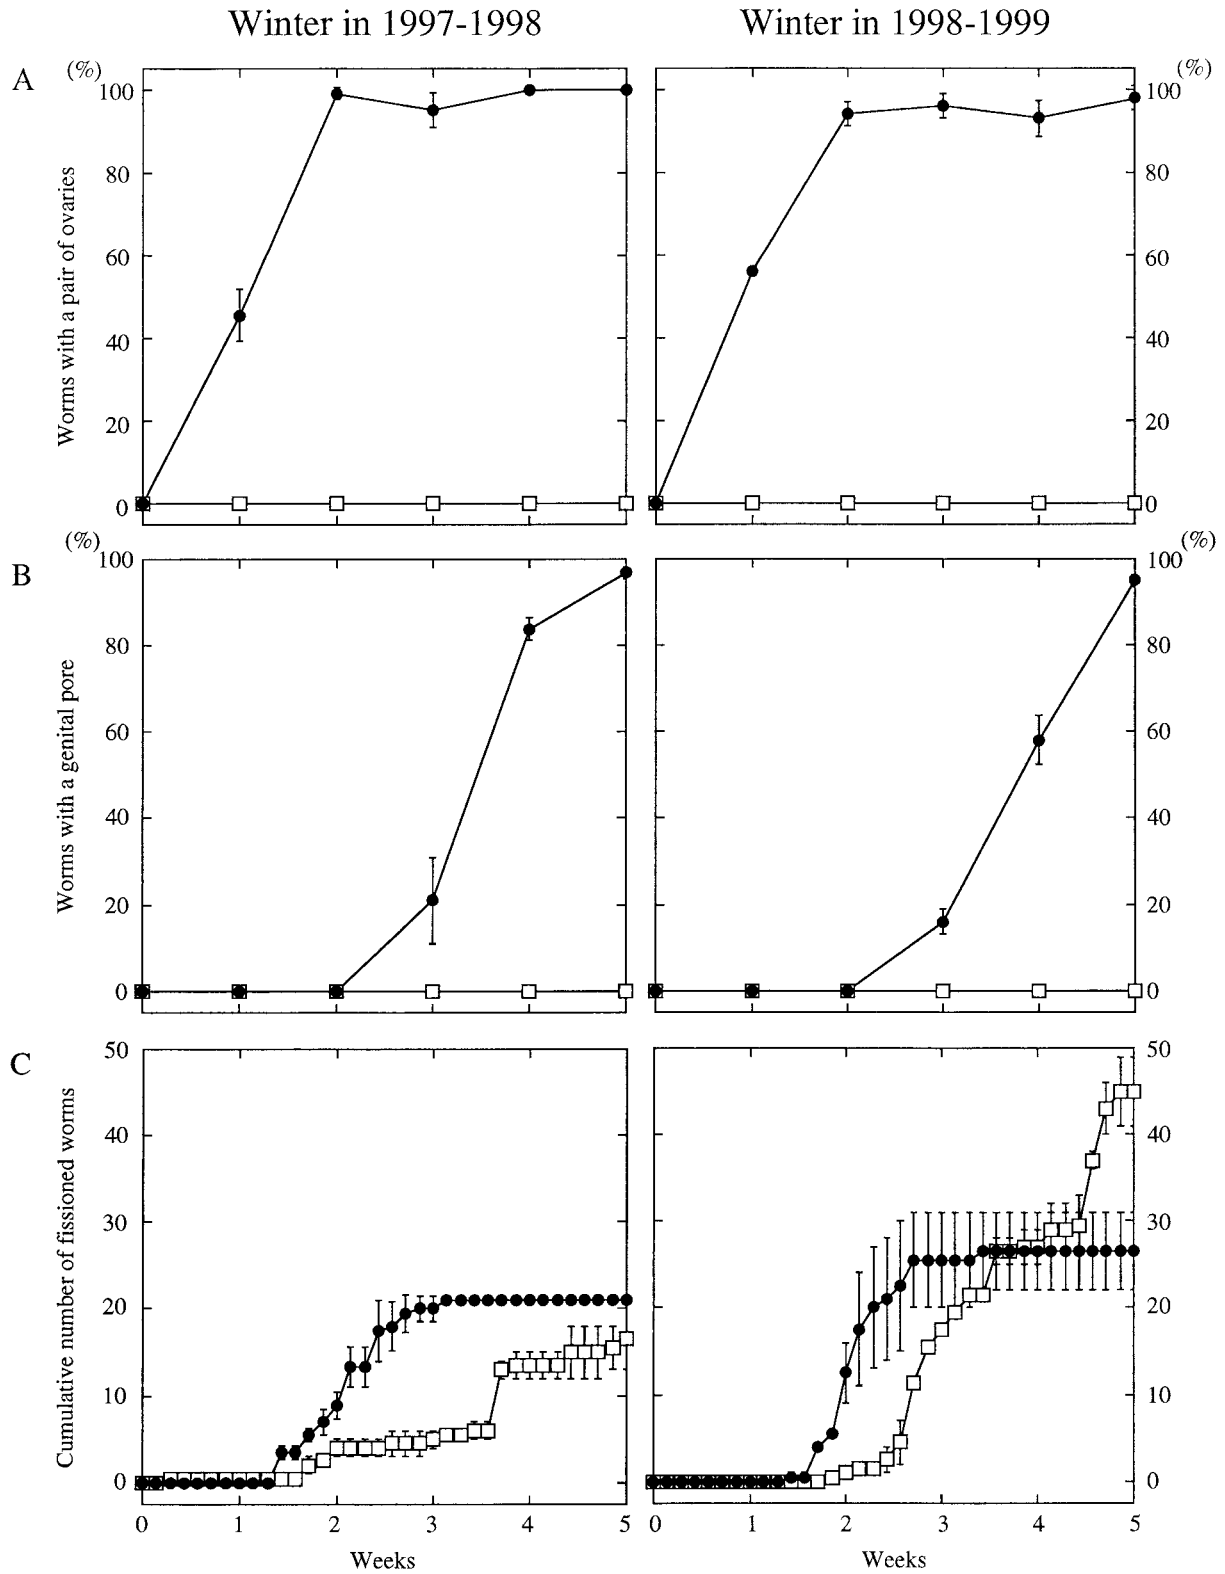 Winter in 1997-1998 Winter in 1998-1999
A (%) (%)
100 100
80 80
60 60
40 40
20 20
0 0
Worms with a pair of ovaries
B (%) (%)
100 100
80 80
60 60
40 40
20 20
0 0
Worms with a genital pore
C
50 50
40 40
30 30
20 20
10 10
0 0
Cumulative number of fissioned worms
0 1 2 3 4 5 0 1 2 3 4 5
Weeks Weeks